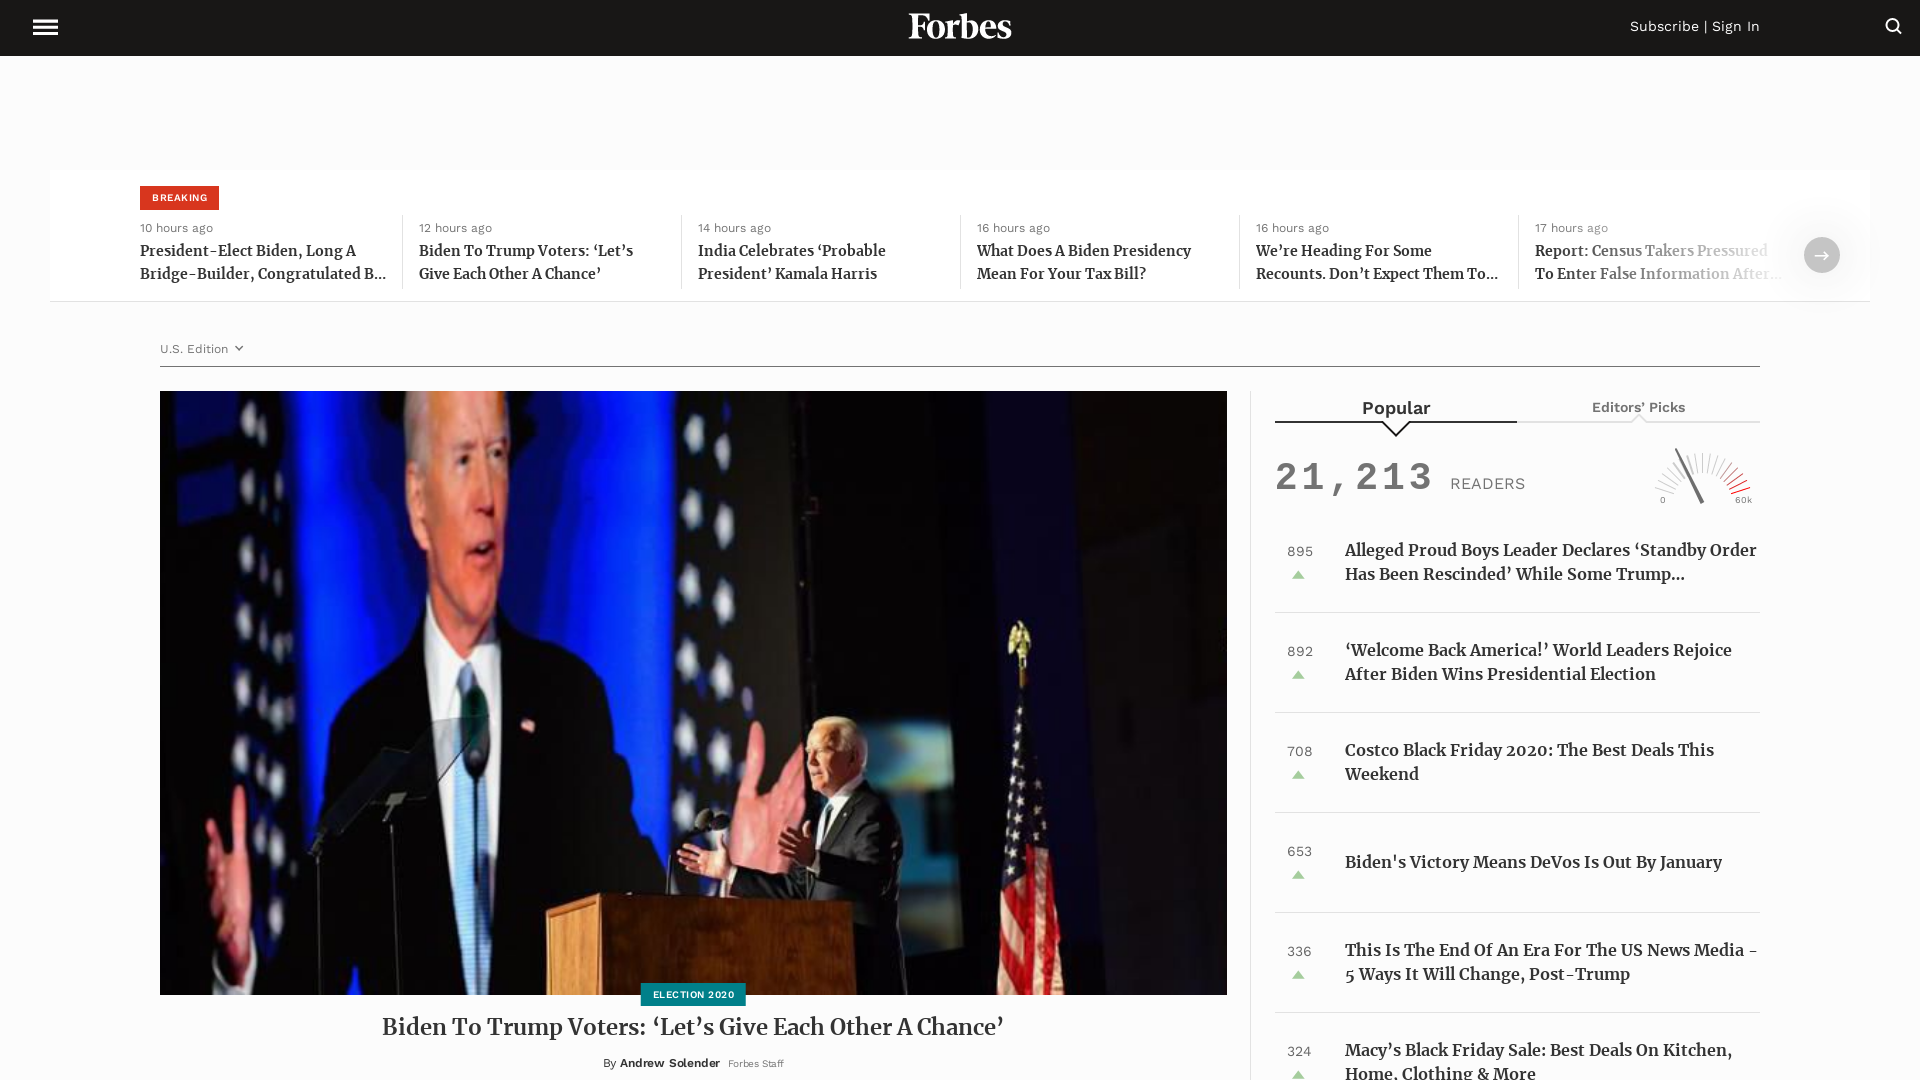 Forbes
Subscribe | Sign In
BREAKING
10 hours ago
President-Elect Biden, Long A
Bridge-Builder, Congratulated B...
12 hours ago
Biden To Trump Voters: ‘Let’s
Give Each Other A Chance’
14 hours ago
India Celebrates ‘Probable
President’ Kamala Harris
16 hours ago
What Does A Biden Presidency
Mean For Your Tax Bill?
16 hours ago
We’re Heading For Some
Recounts. Don’t Expect Them To...
17 hours ago
Report: Census Takers Pressured
To Enter False Information After...
U.S. Edition
ELECTION 2020
Biden To Trump Voters: ‘Let’s Give Each Other A Chance’
By Andrew Solender Forbes Staff
Popular
Editors’ Picks
21,213 READERS
0 60k
895
Alleged Proud Boys Leader Declares ‘Standby Order
Has Been Rescinded’ While Some Trump...
892
‘Welcome Back America!’ World Leaders Rejoice
After Biden Wins Presidential Election
708
Costco Black Friday 2020: The Best Deals This
Weekend
653
Biden's Victory Means DeVos Is Out By January
336
This Is The End Of An Era For The US News Media -
5 Ways It Will Change, Post-Trump
324
Macy’s Black Friday Sale: Best Deals On Kitchen,
Home, Clothing & More